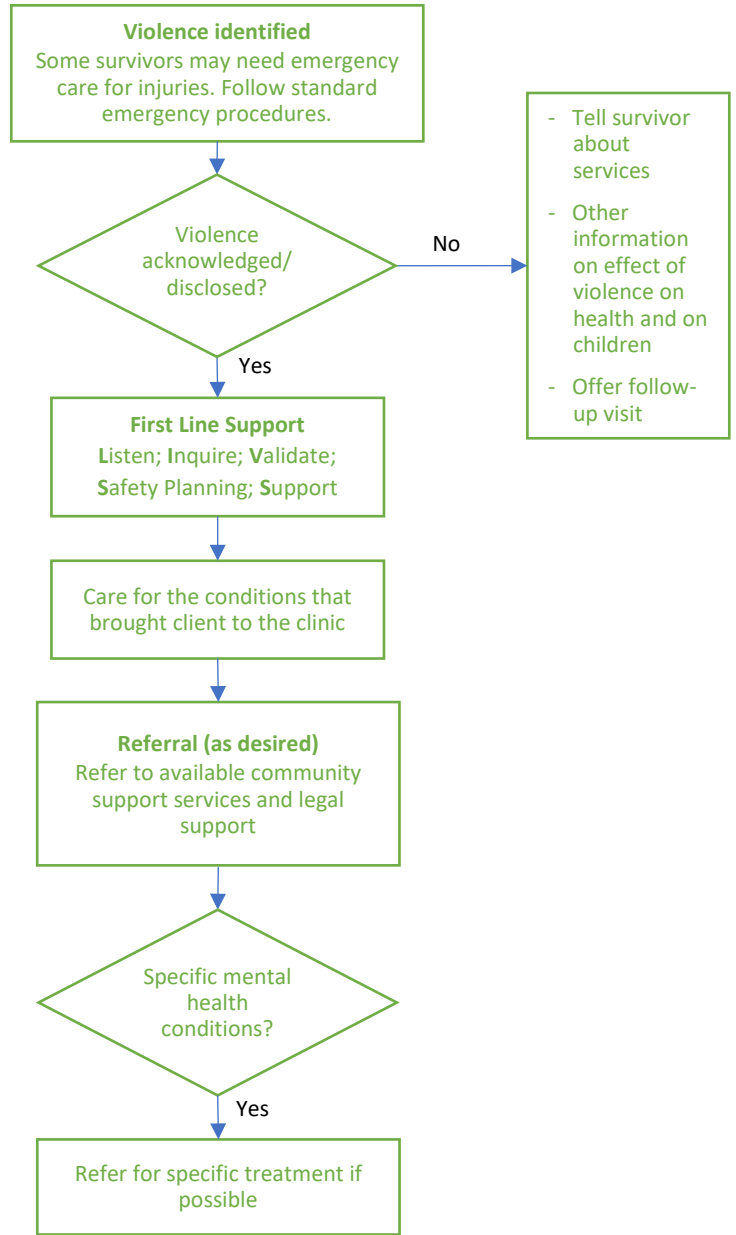 Violence identified
Some survivors may need emergency
care for injuries. Follow standard
emergency procedures.
Violence
acknowledged/
disclosed?
No
- Tell survivor
about
services
- Other
information
on effect of
violence on
health and on
children
- Offer follow-
up visit
Yes
First Line Support
Listen; Inquire; Validate;
Safety Planning; Support
Care for the conditions that
brought client to the clinic
Referral (as desired)
Refer to available community
support services and legal
support
Specific mental
health
conditions?
Yes
Refer for specific treatment if
possible